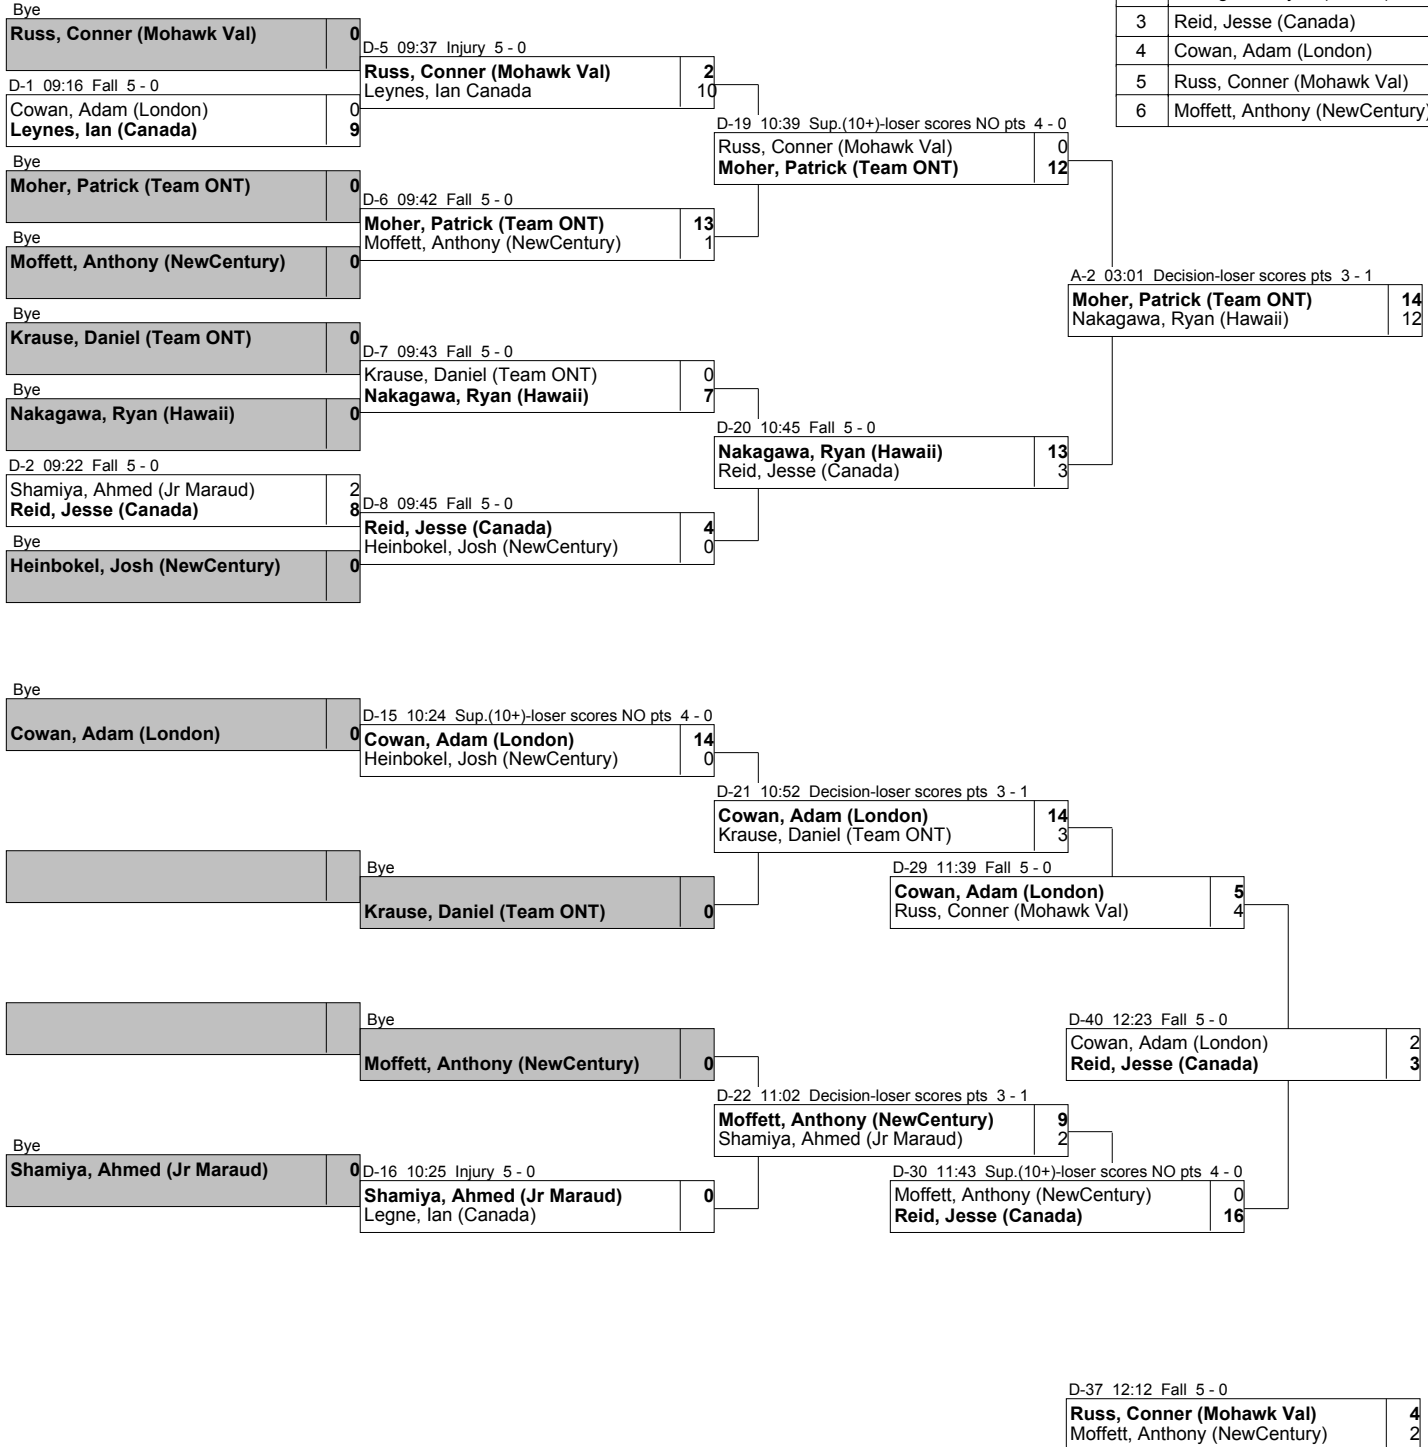 Bye
Russ, Conner (Mohawk Val) 0
D-1 09:16 Fall 5 - 0
Cowan, Adam (London) 0
Leynes, Ian (Canada) 9
Bye
Moher, Patrick (Team ONT) 0
Bye
Moffett, Anthony (NewCentury) 0
Bye
Krause, Daniel (Team ONT) 0
Bye
Nakagawa, Ryan (Hawaii) 0
D-2 09:22 Fall 5 - 0
Shamiya, Ahmed (Jr Maraud) 2
Reid, Jesse (Canada) 8
Bye
Heinbokel, Josh (NewCentury) 0
D-5 09:37 Injury 5 - 0
Russ, Conner (Mohawk Val) 2
Leynes, Ian Canada 10
D-6 09:42 Fall 5 - 0
Moher, Patrick (Team ONT) 13
Moffett, Anthony (NewCentury) 1
D-7 09:43 Fall 5 - 0
Krause, Daniel (Team ONT) 0
Nakagawa, Ryan (Hawaii) 7
D-8 09:45 Fall 5 - 0
Reid, Jesse (Canada) 4
Heinbokel, Josh (NewCentury) 0
D-19 10:39 Sup.(10+)-loser scores NO pts 4 - 0
Russ, Conner (Mohawk Val) 0
Moher, Patrick (Team ONT) 12
D-20 10:45 Fall 5 - 0
Nakagawa, Ryan (Hawaii) 13
Reid, Jesse (Canada) 3
A-2 03:01 Decision-loser scores pts 3 - 1
Moher, Patrick (Team ONT) 14
Nakagawa, Ryan (Hawaii) 12
3 Reid, Jesse (Canada)
4 Cowan, Adam (London)
5 Russ, Conner (Mohawk Val)
6 Moffett, Anthony (NewCentury)
Bye
Cowan, Adam (London) 0
Bye
Shamiya, Ahmed (Jr Maraud) 0
D-15 10:24 Sup.(10+)-loser scores NO pts 4 - 0
Cowan, Adam (London) 14
Heinbokel, Josh (NewCentury) 0
Bye
Krause, Daniel (Team ONT) 0
Bye
Moffett, Anthony (NewCentury) 0
D-16 10:25 Injury 5 - 0
Shamiya, Ahmed (Jr Maraud) 0
Legne, Ian (Canada)
D-21 10:52 Decision-loser scores pts 3 - 1
Cowan, Adam (London) 14
Krause, Daniel (Team ONT) 3
D-22 11:02 Decision-loser scores pts 3 - 1
Moffett, Anthony (NewCentury) 9
Shamiya, Ahmed (Jr Maraud) 2
D-29 11:39 Fall 5 - 0
Cowan, Adam (London) 5
Russ, Conner (Mohawk Val) 4
D-30 11:43 Sup.(10+)-loser scores NO pts 4 - 0
Moffett, Anthony (NewCentury) 0
Reid, Jesse (Canada) 16
D-40 12:23 Fall 5 - 0
Cowan, Adam (London) 2
Reid, Jesse (Canada) 3
D-37 12:12 Fall 5 - 0
Russ, Conner (Mohawk Val) 4
Moffett, Anthony (NewCentury) 2